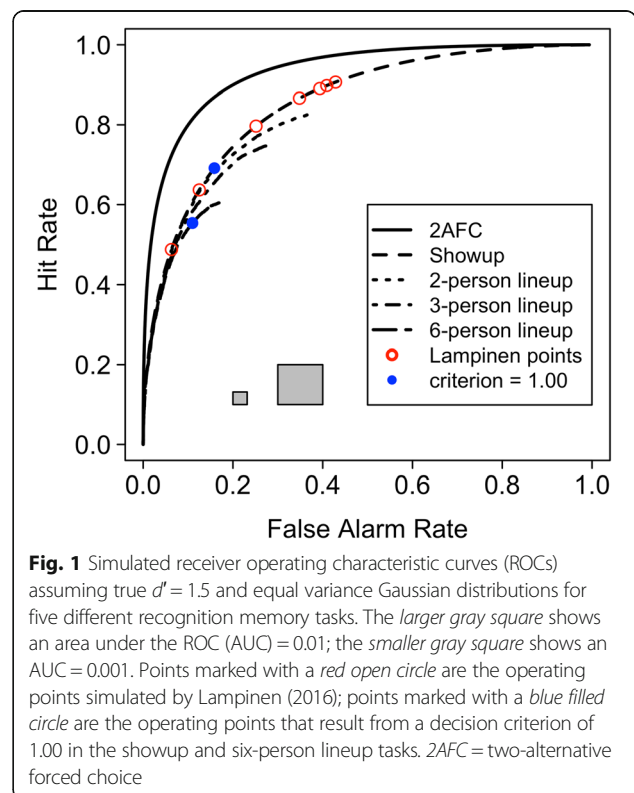 1.0
0.8
0.6
0.4
0.2
0.0
Hit Rate
2AFC
Showup
2-person lineup
3-person lineup
6-person lineup
Lampinen points
criterion = 1.00
0.0 0.2 0.4 0.6 0.8 1.0
False Alarm Rate
Fig. 1 Simulated receiver operating characteristic curves (ROCs)
assuming true d′ = 1.5 and equal variance Gaussian distributions for
five different recognition memory tasks. The larger gray square shows
an area under the ROC (AUC) = 0.01; the smaller gray square shows an
AUC = 0.001. Points marked with a red open circle are the operating
points simulated by Lampinen (2016); points marked with a blue filled
circle are the operating points that result from a decision criterion of
1.00 in the showup and six-person lineup tasks. 2AFC = two-alternative
forced choice